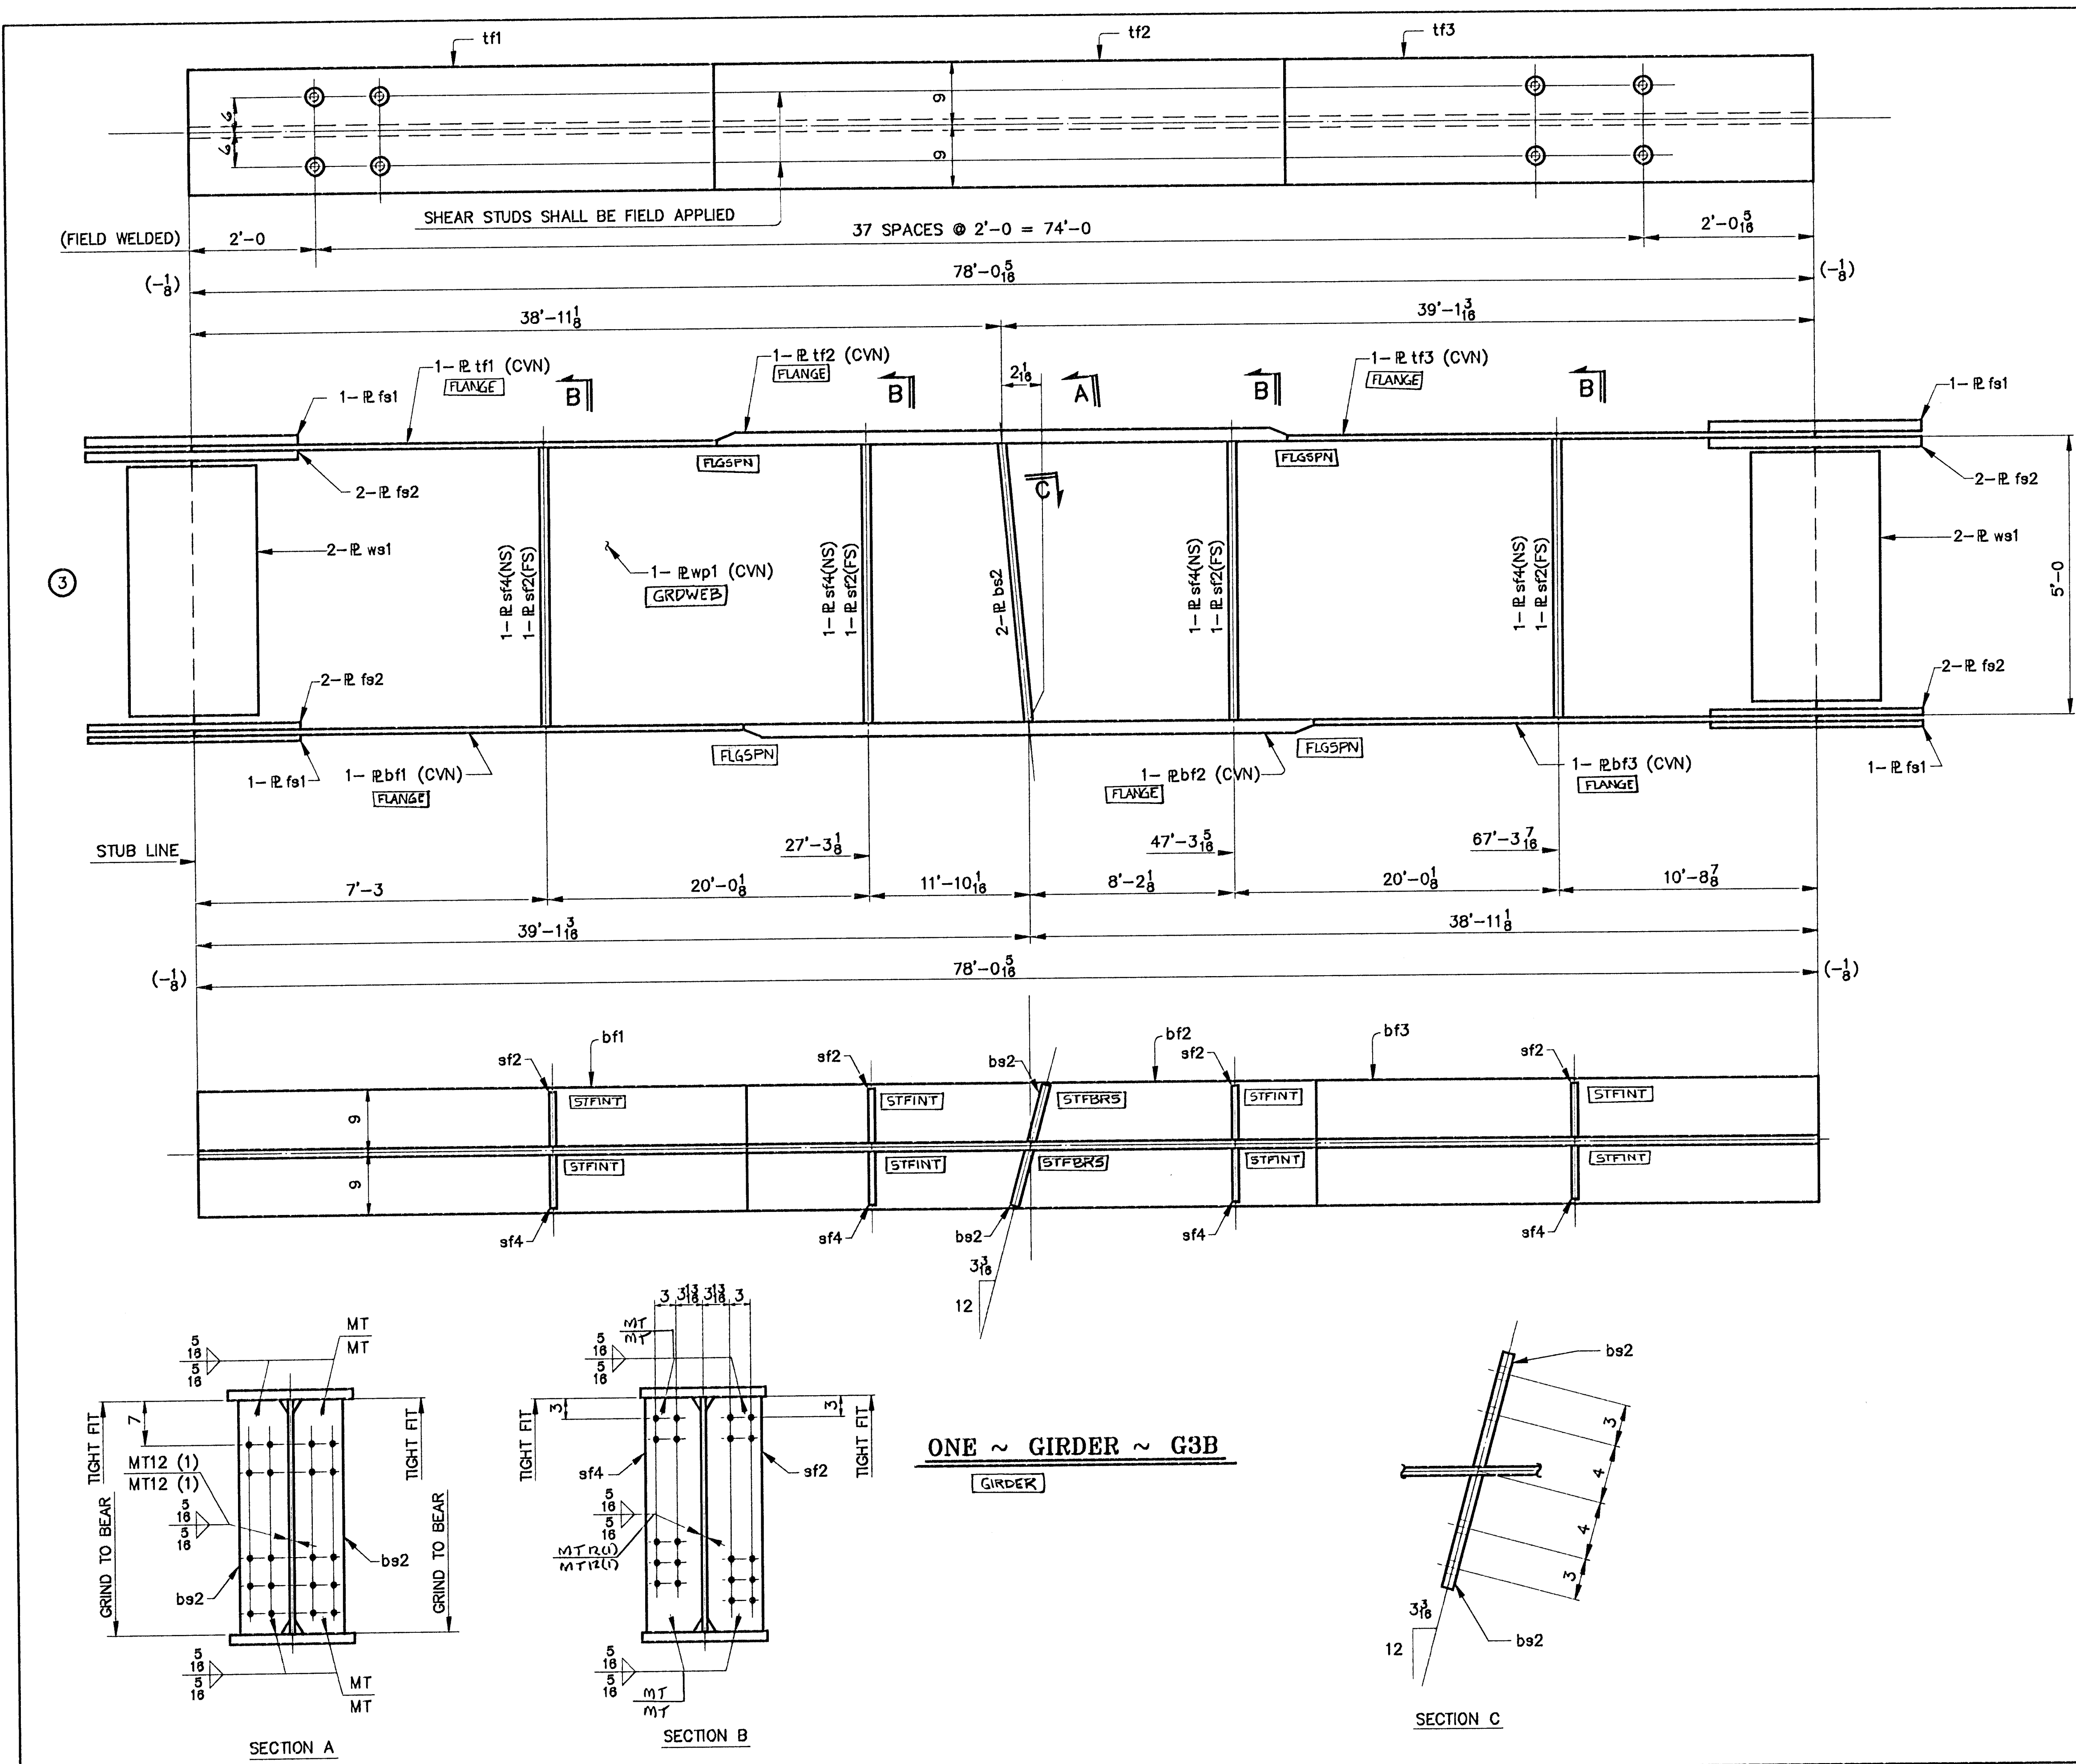 tf1
tf2
tf3
6
6
9
9
SHEAR STUDS SHALL BE FIELD APPLIED
(FIELD WELDED)
2'-0
37 SPACES @ 2'-0 = 74'-0
2'-0 5/16
(-1/8)
78'-0 5/16
(-1/8)
38'-11 1/8
39'-1 3/16
1-PL fs1
1-PL tf1 (CVN)
FLANGE
B
1-PL tf2 (CVN)
FLANGE
B
2 1/16
A
B
1-PL tf3 (CVN)
FLANGE
B
1-PL fs1
FLGSPN
FLGSPN
2-PL fs2
C
2-PL fs2
2-PL ws1
2-PL ws1
3
1-PL sf4(NS)
1-PL sf2(FS)
1-PL wp1 (CVN)
GRDWEB
1-PL sf4(NS)
1-PL sf2(FS)
2-PL bs2
1-PL sf4(NS)
1-PL sf2(FS)
1-PL sf4(NS)
1-PL sf2(FS)
5'-0
2-PL fs2
2-PL fs2
FLGSPN
FLGSPN
1-PL fs1
1-PL bf1 (CVN)
FLANGE
1-PL bf2 (CVN)
FLANGE
1-PL bf3 (CVN)
FLANGE
1-PL fs1
STUB LINE
27'-3 1/8
47'-3 5/16
67'-3 7/16
7'-3
20'-0 1/8
11'-10 1/16
8'-2 1/8
20'-0 1/8
10'-8 7/8
39'-1 3/16
38'-11 1/8
(-1/8)
78'-0 5/16
(-1/8)
sf2
bf1
sf2
bs2
bf2
sf2
bf3
sf2
9
STFINT
STFINT
STFBRS
STFINT
STFINT
9
STFINT
STFINT
STFBRS
STFINT
STFINT
sf4
sf4
bs2
sf4
sf4
3 3/16
12
MT
MT
5/16
5/16
TIGHT FIT
7
TIGHT FIT
MT12 (1)
MT12 (1)
5/16
5/16
GRIND TO BEAR
GRIND TO BEAR
bs2
bs2
5/16
5/16
MT
MT
SECTION A
3
3 13/16
3 13/16
3
MT
MT
5/16
5/16
TIGHT FIT
3
3
TIGHT FIT
sf4
sf2
5/16
5/16
MT12(1)
MT12(1)
5/16
5/16
MT
MT
SECTION B
ONE ~ GIRDER ~ G3B
GIRDER
bs2
3
4
4
3
3 3/16
12
bs2
SECTION C